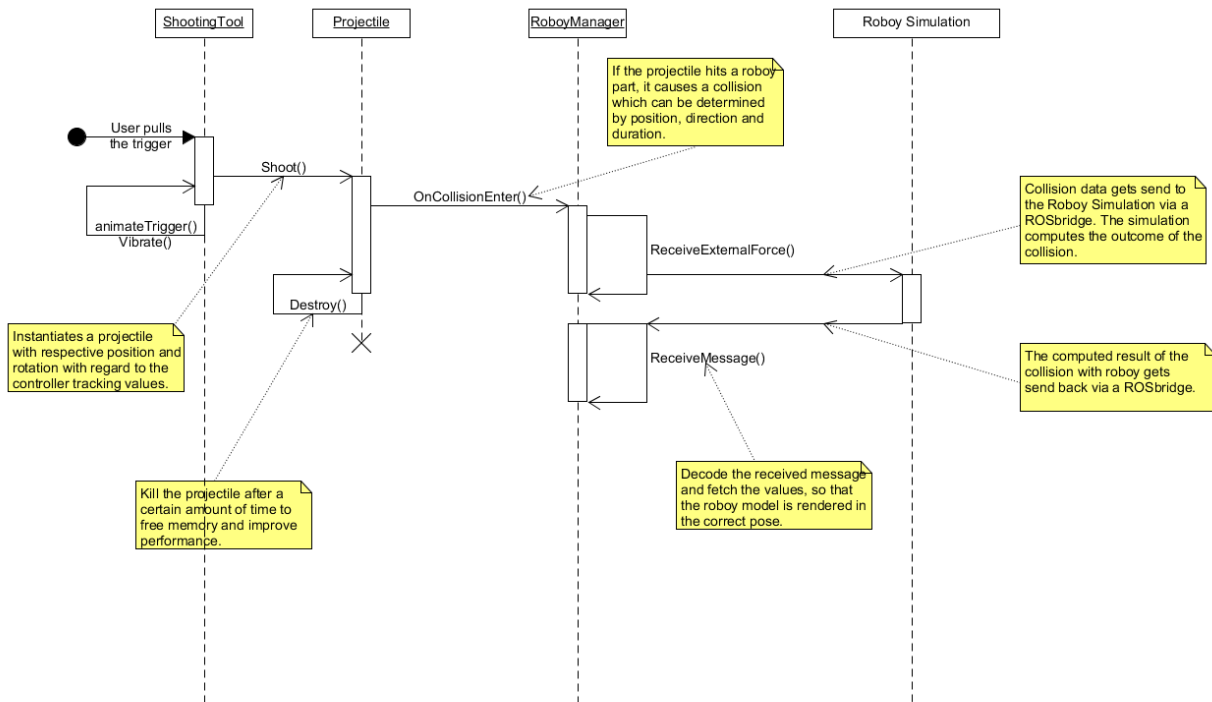 ShootingTool
Projectile
RoboyManager
Roboy Simulation
If the projectile hits a roboy
part, it causes a collision
which can be determined
by position, direction and
duration.
User pulls
the trigger
Shoot()
OnCollisionEnter()
Collision data gets send to
the Roboy Simulation via a
ROSbridge. The simulation
computes the outcome of the
collision.
animateTrigger()
Vibrate()
ReceiveExternalForce()
Destroy()
Instantiates a projectile
with respective position and
rotation with regard to the
controller tracking values.
ReceiveMessage()
The computed result of the
collision with roboy gets
send back via a ROSbridge.
Kill the projectile after a
certain amount of time to
free memory and improve
performance.
Decode the received message
and fetch the values, so that
the roboy model is rendered in
the correct pose.